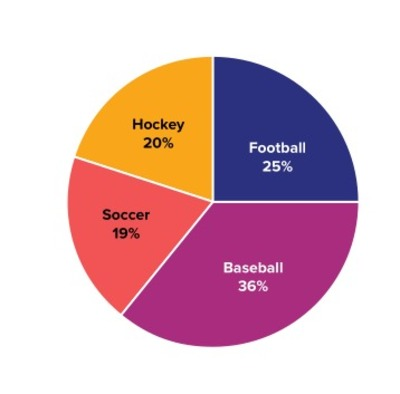 Hockey
20%
Football
25%
Soccer
19%
Baseball
36%